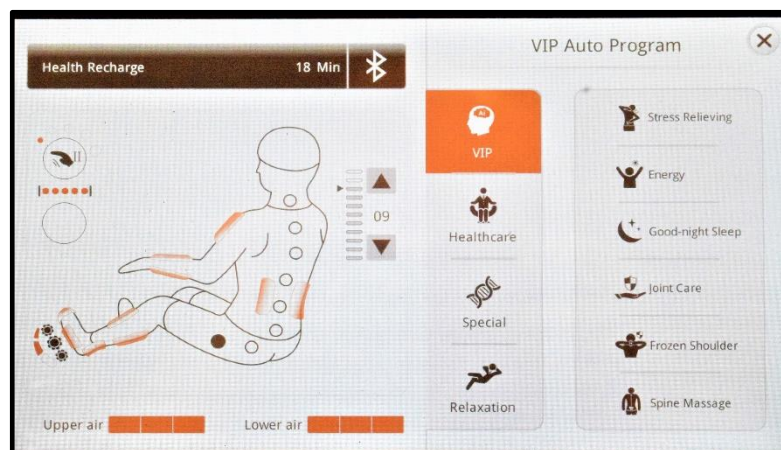 VIP Auto Program
Health Recharge 18 Min
09
Upper air
Lower air
AI
VIP
Healthcare
Special
Relaxation
Stress Relieving
Energy
Good-night Sleep
Joint Care
Frozen Shoulder
Spine Massage